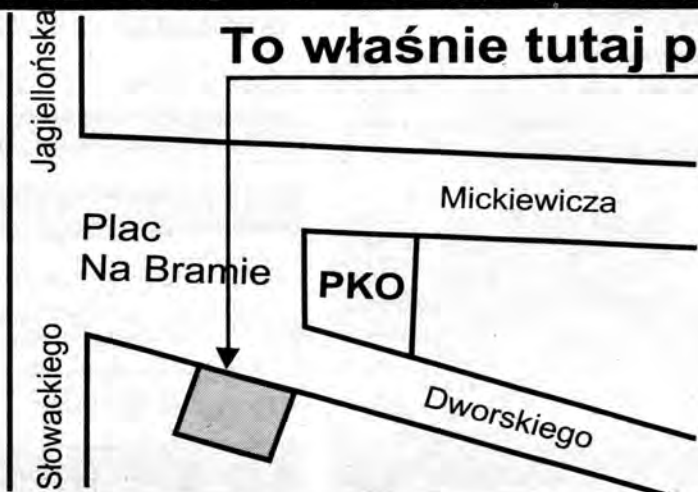 To właśnie tutaj p
Jagiellońska
Mickiewicza
Plac
Na Bramie
PKO
Słowackiego
Dworskiego